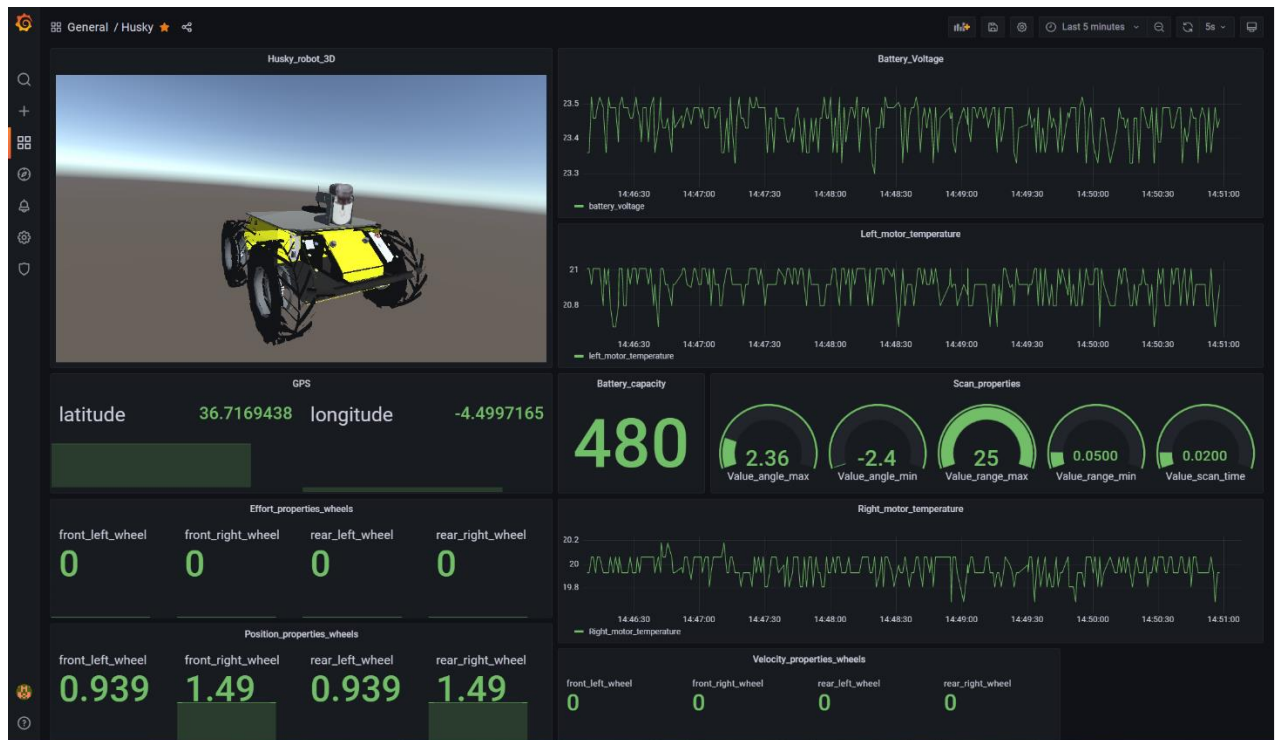 General / Husky
Last 5 minutes
5s
Husky_robot_3D
Battery_Voltage
23.5
23.4
23.3
14:46:30 14:47:00 14:47:30 14:48:00 14:48:30 14:49:00 14:49:30 14:50:00 14:50:30 14:51:00
battery_voltage
Left_motor_temperature
21
20.8
14:46:30 14:47:00 14:47:30 14:48:00 14:48:30 14:49:00 14:49:30 14:50:00 14:50:30 14:51:00
left_motor_temperature
GPS
latitude 36.7169438 longitude -4.4997165
Battery_capacity
480
Scan_properties
2.36 -2.4 25 0.0500 0.0200
Value_angle_max Value_angle_min Value_range_max Value_range_min Value_scan_time
Effort_properties_wheels
front_left_wheel front_right_wheel rear_left_wheel rear_right_wheel
0 0 0 0
Right_motor_temperature
20.2
20
19.8
14:46:30 14:47:00 14:47:30 14:48:00 14:48:30 14:49:00 14:49:30 14:50:00 14:50:30 14:51:00
Right_motor_temperature
Position_properties_wheels
front_left_wheel front_right_wheel rear_left_wheel rear_right_wheel
0.939 1.49 0.939 1.49
Velocity_properties_wheels
front_left_wheel front_right_wheel rear_left_wheel rear_right_wheel
0 0 0 0